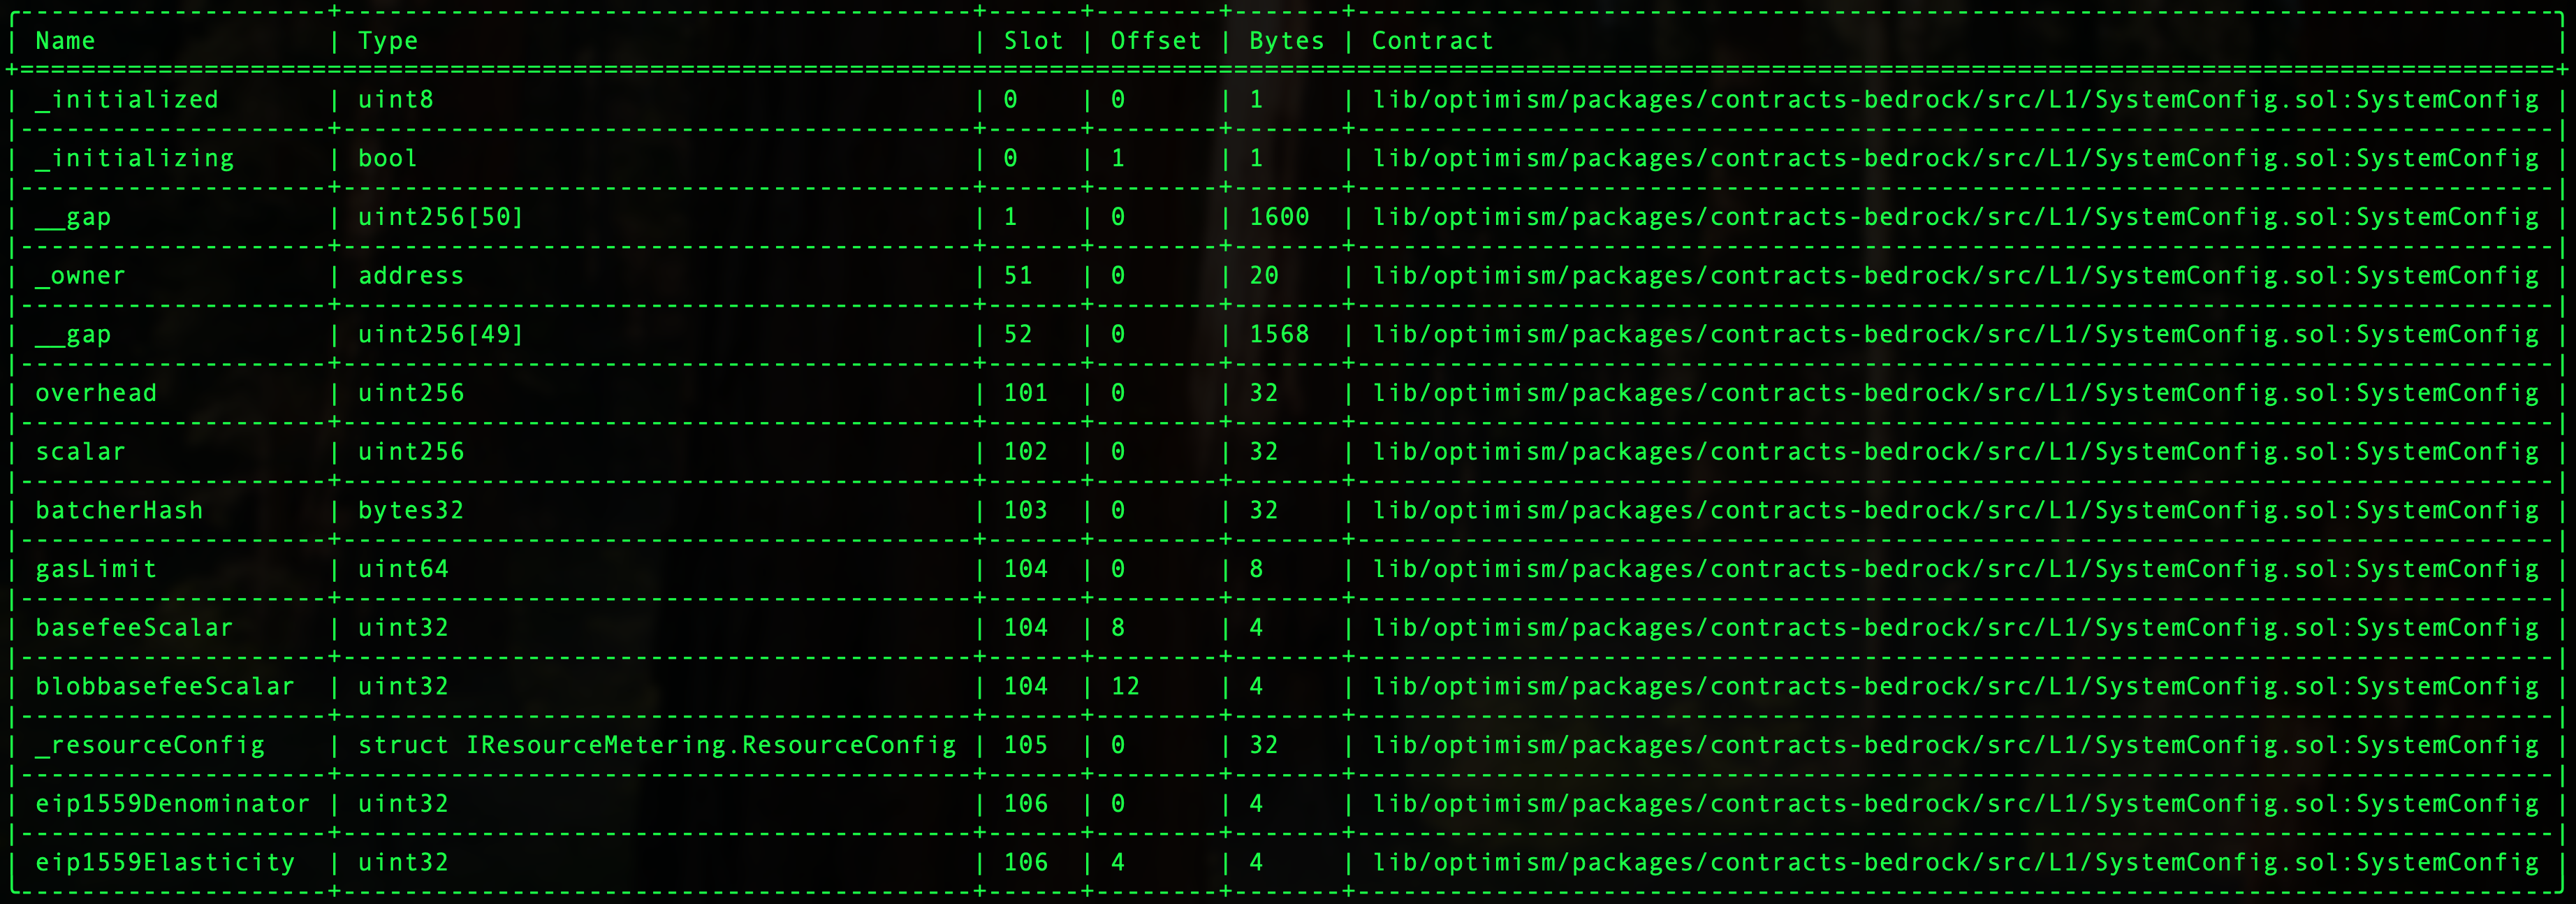 | Name | Type | Slot | Offset | Bytes | Contract |
| _initialized | uint8 | 0 | 0 | 1 | lib/optimism/packages/contracts-bedrock/src/L1/SystemConfig.sol:SystemConfig |
| _initializing | bool | 0 | 1 | 1 | lib/optimism/packages/contracts-bedrock/src/L1/SystemConfig.sol:SystemConfig |
| __gap | uint256[50] | 1 | 0 | 1600 | lib/optimism/packages/contracts-bedrock/src/L1/SystemConfig.sol:SystemConfig |
| _owner | address | 51 | 0 | 20 | lib/optimism/packages/contracts-bedrock/src/L1/SystemConfig.sol:SystemConfig |
| __gap | uint256[49] | 52 | 0 | 1568 | lib/optimism/packages/contracts-bedrock/src/L1/SystemConfig.sol:SystemConfig |
| overhead | uint256 | 101 | 0 | 32 | lib/optimism/packages/contracts-bedrock/src/L1/SystemConfig.sol:SystemConfig |
| scalar | uint256 | 102 | 0 | 32 | lib/optimism/packages/contracts-bedrock/src/L1/SystemConfig.sol:SystemConfig |
| batcherHash | bytes32 | 103 | 0 | 32 | lib/optimism/packages/contracts-bedrock/src/L1/SystemConfig.sol:SystemConfig |
| gasLimit | uint64 | 104 | 0 | 8 | lib/optimism/packages/contracts-bedrock/src/L1/SystemConfig.sol:SystemConfig |
| basefeeScalar | uint32 | 104 | 8 | 4 | lib/optimism/packages/contracts-bedrock/src/L1/SystemConfig.sol:SystemConfig |
| blobbasefeeScalar | uint32 | 104 | 12 | 4 | lib/optimism/packages/contracts-bedrock/src/L1/SystemConfig.sol:SystemConfig |
| _resourceConfig | struct IResourceMetering.ResourceConfig | 105 | 0 | 32 | lib/optimism/packages/contracts-bedrock/src/L1/SystemConfig.sol:SystemConfig |
| eip1559Denominator | uint32 | 106 | 0 | 4 | lib/optimism/packages/contracts-bedrock/src/L1/SystemConfig.sol:SystemConfig |
| eip1559Elasticity | uint32 | 106 | 4 | 4 | lib/optimism/packages/contracts-bedrock/src/L1/SystemConfig.sol:SystemConfig |